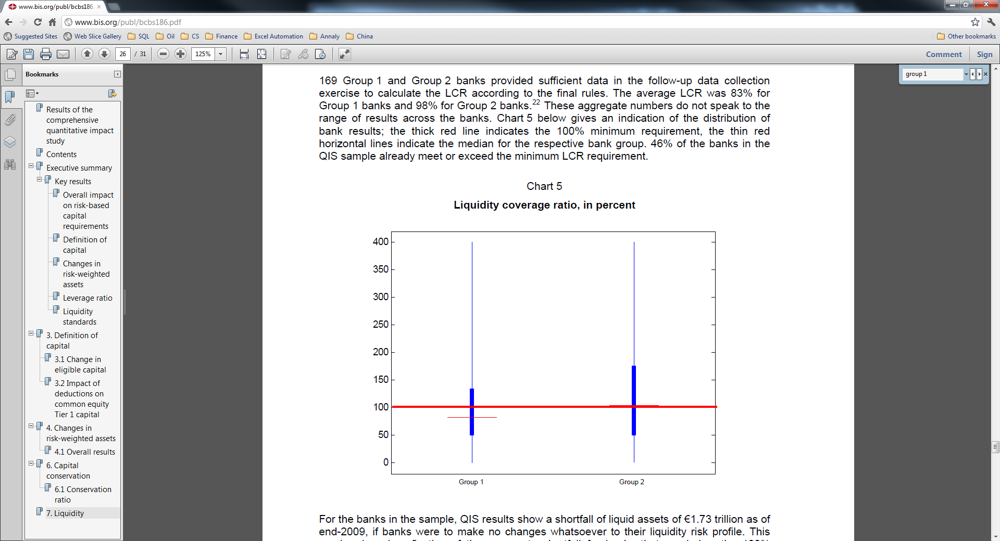 www.bis.org/publ/bcbs186.
www.bis.org/publ/bcbs186.pdf
Suggested Sites Web Slice Gallery SQL Oil CS Finance Excel Automation Annaly China Other bookmarks
26 / 31 125% Comment Sign
Bookmarks
group 1
Results of the
comprehensive
quantitative impact
study
Contents
Executive summary
Key results
Overall impact
on risk-based
capital
requirements
Definition of
capital
Changes in
risk-weighted
assets
Leverage ratio
Liquidity
standards
3. Definition of
capital
3.1 Change in
eligible capital
3.2 Impact of
deductions on
common equity
Tier 1 capital
4. Changes in
risk-weighted assets
4.1 Overall results
6. Capital
conservation
6.1 Conservation
ratio
7. Liquidity
169 Group 1 and Group 2 banks provided sufficient data in the follow-up data collection
exercise to calculate the LCR according to the final rules. The average LCR was 83% for
Group 1 banks and 98% for Group 2 banks.22 These aggregate numbers do not speak to the
range of results across the banks. Chart 5 below gives an indication of the distribution of
bank results; the thick red line indicates the 100% minimum requirement, the thin red
horizontal lines indicate the median for the respective bank group. 46% of the banks in the
QIS sample already meet or exceed the minimum LCR requirement.
Chart 5
Liquidity coverage ratio, in percent
400
350
300
250
200
150
100
50
0
Group 1 Group 2
For the banks in the sample, QIS results show a shortfall of liquid assets of €1.73 trillion as of
end-2009, if banks were to make no changes whatsoever to their liquidity risk profile. This